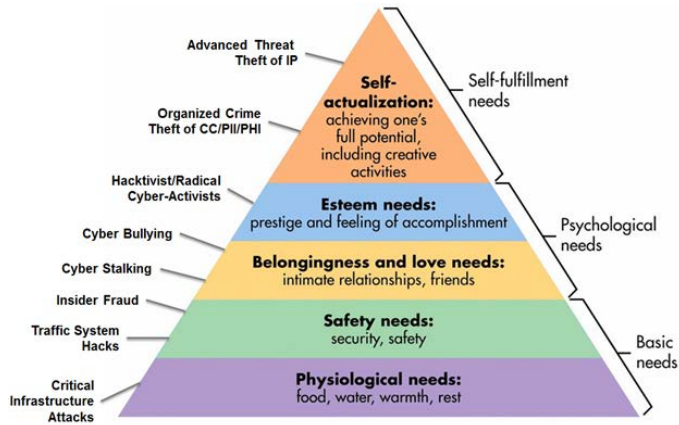 Advanced Threat
Theft of IP
Organized Crime
Theft of CC/PII/PHI
Hacktivist/Radical
Cyber-Activists
Cyber Bullying
Cyber Stalking
Insider Fraud
Traffic System
Hacks
Critical
Infrastructure
Attacks
Self-
actualization:
achieving one's
full potential,
including creative
activities
Esteem needs:
prestige and feeling of accomplishment
Belongingness and love needs:
intimate relationships, friends
Safety needs:
security, safety
Physiological needs:
food, water, warmth, rest
Self-fulfillment
needs
Psychological
needs
Basic
needs